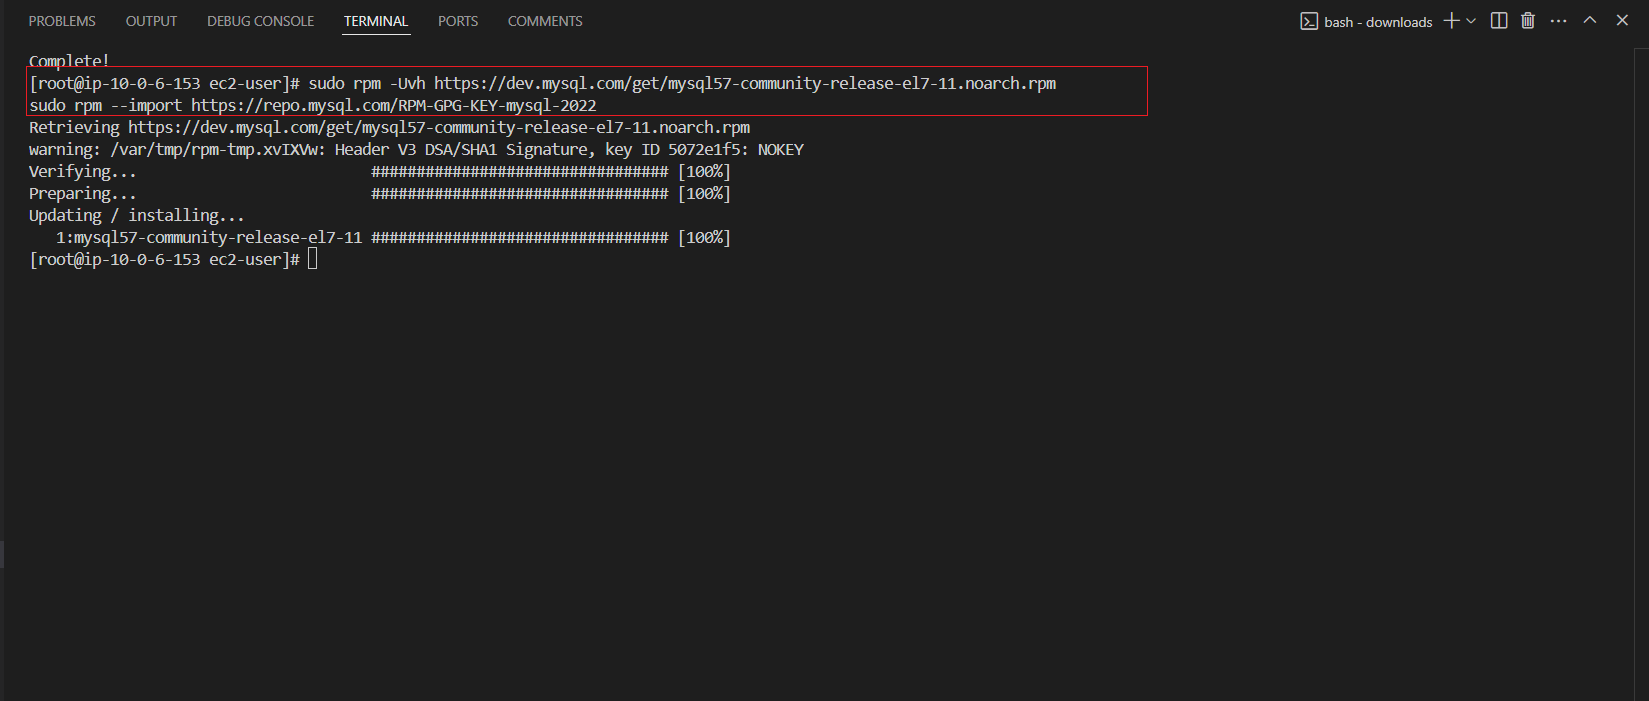 PROBLEMS OUTPUT DEBUG CONSOLE TERMINAL PORTS COMMENTS bash - downloads
Complete!
[root@ip-10-0-6-153 ec2-user]# sudo rpm -Uvh https://dev.mysql.com/get/mysql57-community-release-el7-11.noarch.rpm
sudo rpm --import https://repo.mysql.com/RPM-GPG-KEY-mysql-2022
Retrieving https://dev.mysql.com/get/mysql57-community-release-el7-11.noarch.rpm
warning: /var/tmp/rpm-tmp.xvIXVw: Header V3 DSA/SHA1 Signature, key ID 5072e1f5: NOKEY
Verifying... ################################# [100%]
Preparing... ################################# [100%]
Updating / installing...
1:mysql57-community-release-el7-11 ################################# [100%]
[root@ip-10-0-6-153 ec2-user]#